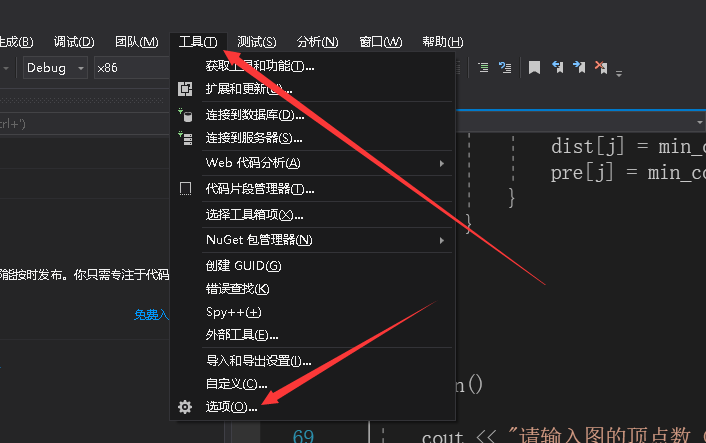 生成(B) 调试(D) 团队(M) 工具(T) 测试(S) 分析(N) 窗口(W) 帮助(H)
Debug x86
获取工具和功能(T)...
扩展和更新(U)...
ctrl+')
连接到数据库(D)...
连接到服务器(S)...
Web 代码分析(A)
代码片段管理器(T)...
选择工具箱项(X)...
NuGet 包管理器(N)
创建 GUID(G)
错误查找(K)
Spy++(+)
外部工具(E)...
导入和导出设置(I)...
自定义(C)...
选项(O)...
能按时发布。你只需专注于代码
免费入
dist[j] = min_c
pre[j] = min_co
}
}
n()
69
cout << "请输入图的顶点数